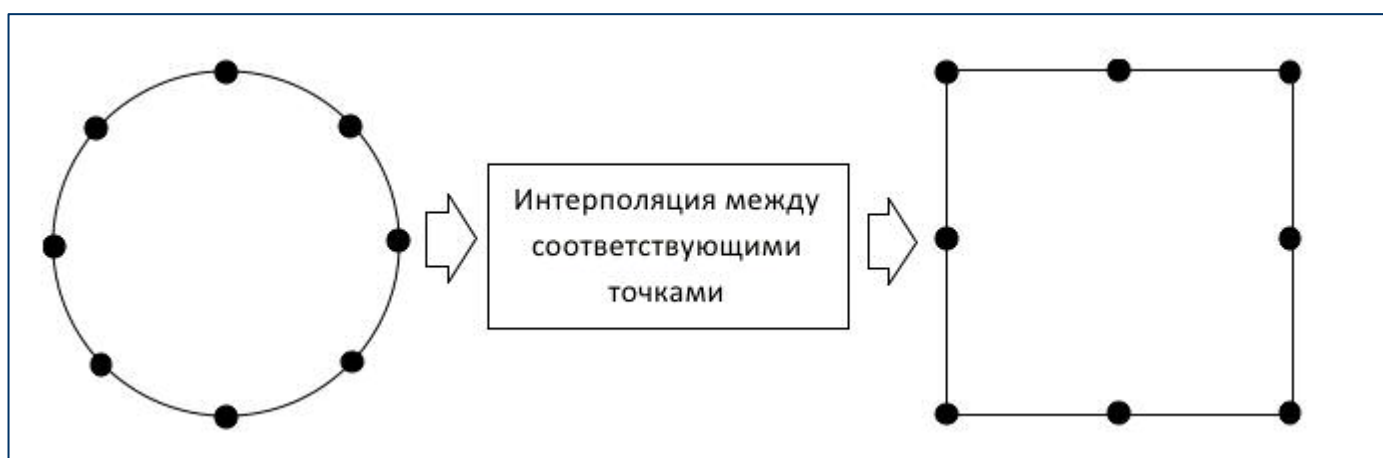 Интерполяция между
соответствующими
точками